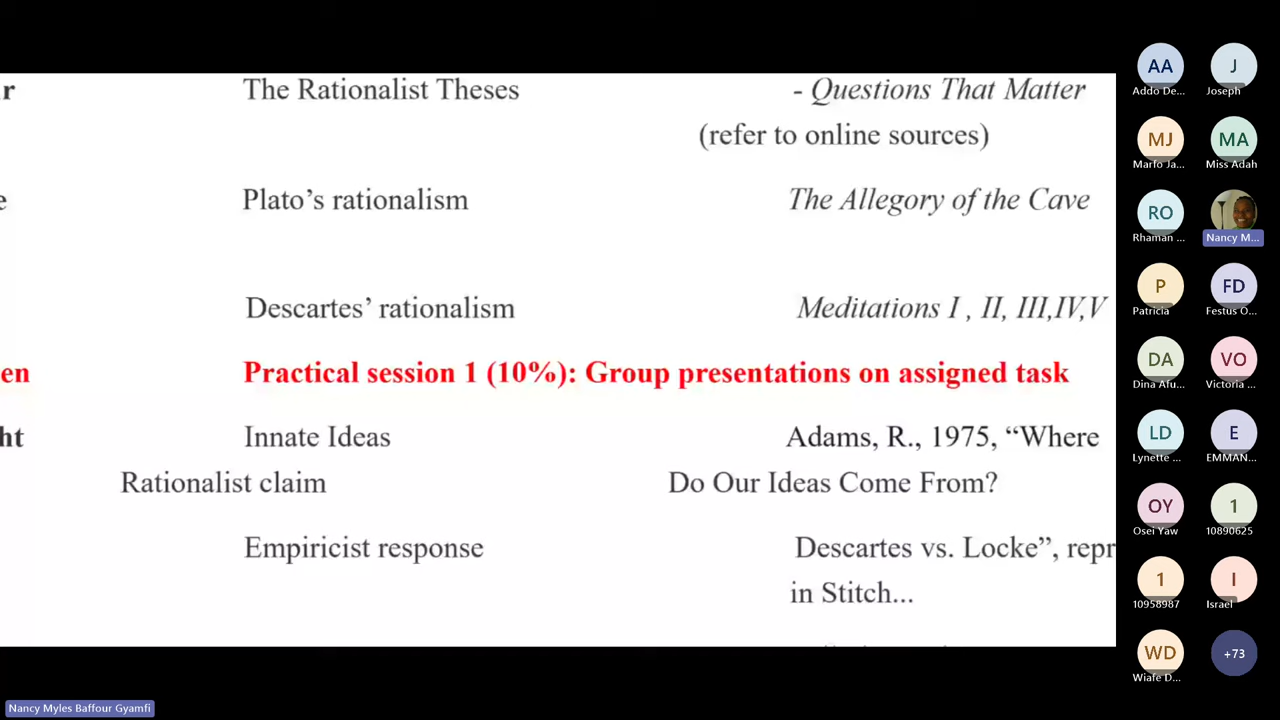 r The Rationalist Theses - Questions That Matter
(refer to online sources)
e Plato’s rationalism The Allegory of the Cave
Descartes’ rationalism Meditations I , II, III,IV,V
en Practical session 1 (10%): Group presentations on assigned task
ht Innate Ideas Adams, R., 1975, “Where
Rationalist claim Do Our Ideas Come From?
Empiricist response Descartes vs. Locke”, repr
in Stitch...
AA J
Addo De... Joseph
MJ MA
Marfo Ja... Miss Adah
RO
Rhaman ... Nancy M...
P FD
Patricia Festus O...
DA VO
Dina Afu... Victoria ...
LD E
Lynette ... EMMAN...
OY 1
Osei Yaw 10890625
1 I
10958987 Israel
WD +73
Wiafe D...
Nancy Myles Baffour Gyamfi